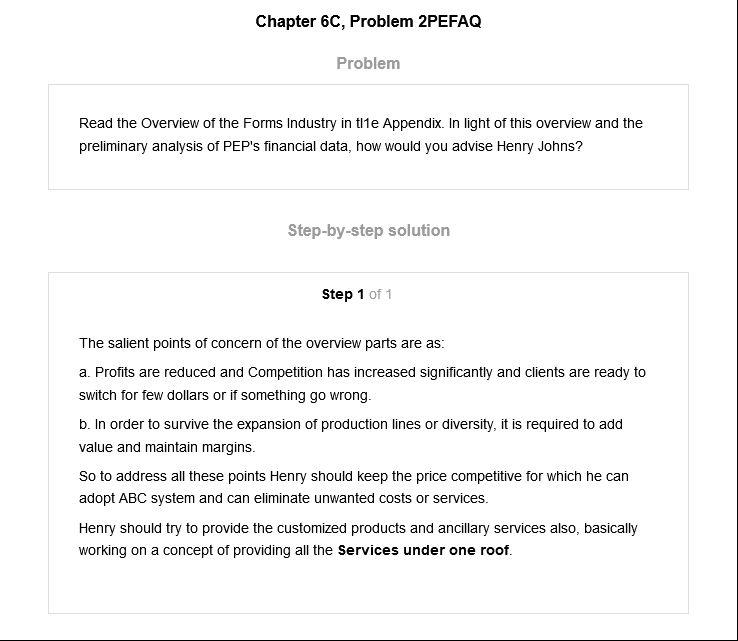 Chapter 6C, Problem 2PEFAQ
Problem
Read the Overview of the Forms Industry in tl1e Appendix. In light of this overview and the
preliminary analysis of PEP's financial data, how would you advise Henry Johns?
Step-by-step solution
Step 1 of 1
The salient points of concern of the overview parts are as:
a. Profits are reduced and Competition has increased significantly and clients are ready to
switch for few dollars or if something go wrong.
b. In order to survive the expansion of production lines or diversity, it is required to add
value and maintain margins.
So to address all these points Henry should keep the price competitive for which he can
adopt ABC system and can eliminate unwanted costs or services.
Henry should try to provide the customized products and ancillary services also, basically
working on a concept of providing all the Services under one roof.